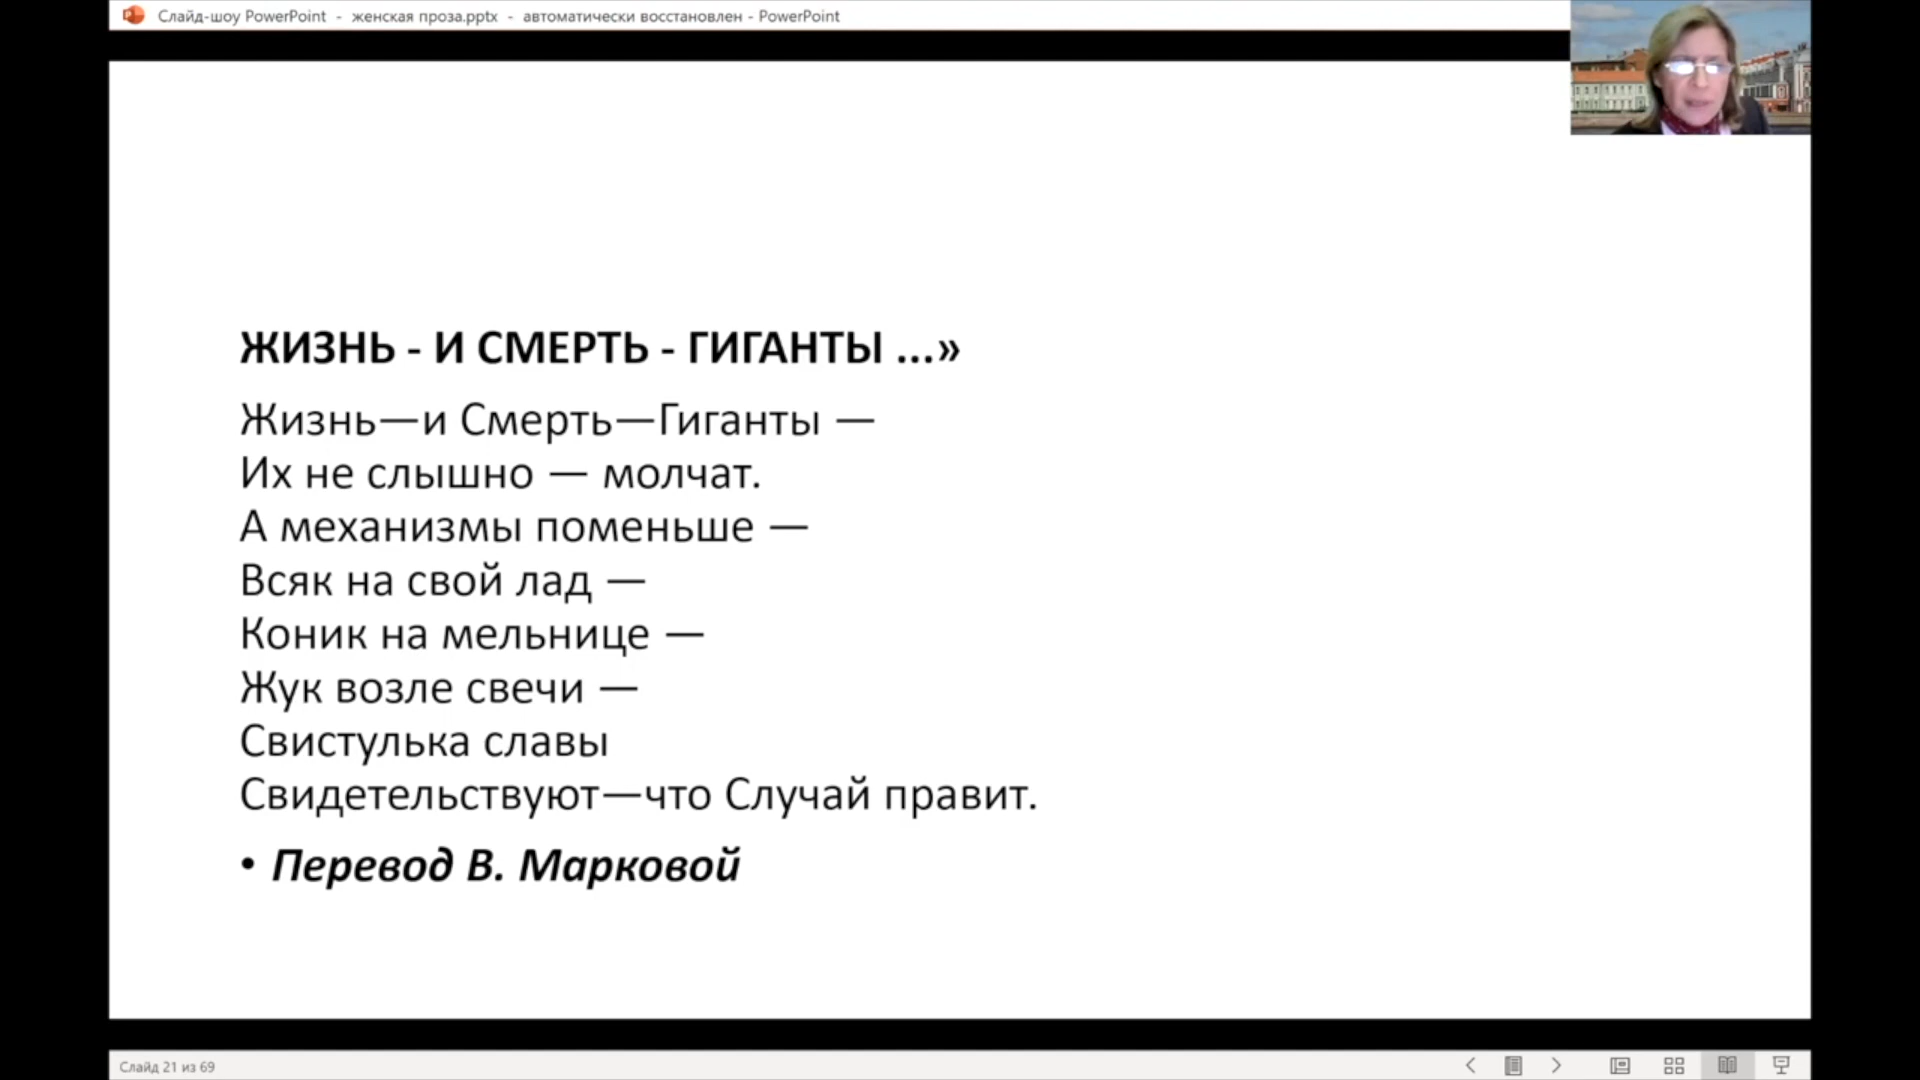 Слайд-шоу PowerPoint - женская проза.pptx - автоматически восстановлен - PowerPoint
ЖИЗНЬ - И СМЕРТЬ - ГИГАНТЫ ...»
Жизнь—и Смерть—Гиганты —
Их не слышно — молчат.
А механизмы поменьше —
Всяк на свой лад —
Коник на мельнице —
Жук возле свечи —
Свистулька славы
Свидетельствуют—что Случай правит.
• Перевод В. Марковой
Слайд 21 из 69